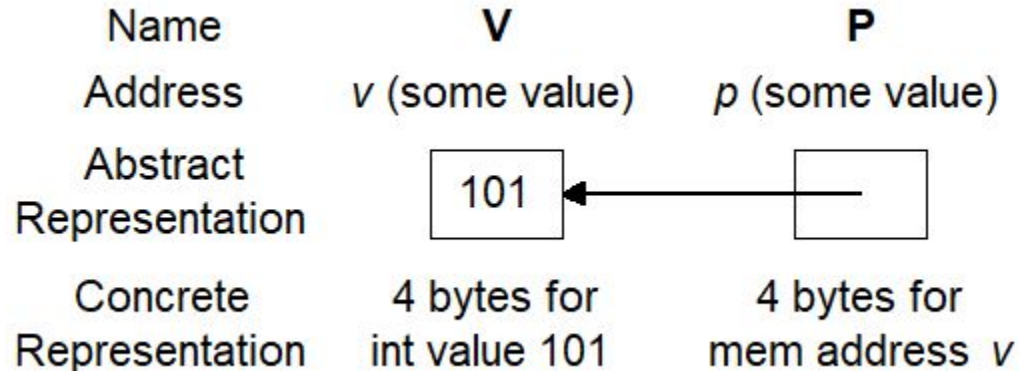 Name V P
Address v (some value) p (some value)
Abstract
Representation
101
Concrete 4 bytes for 4 bytes for
Representation int value 101 mem address v